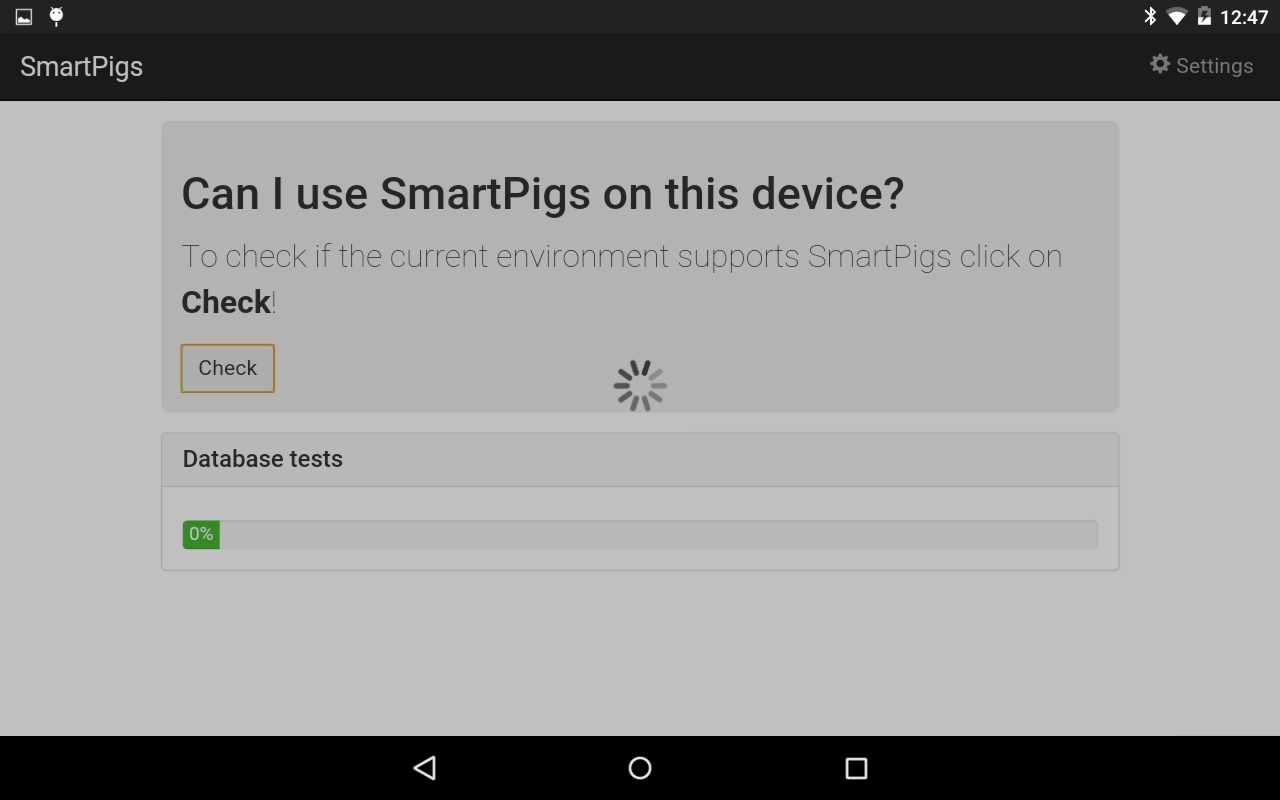 12:47
SmartPigs
Settings
Can I use SmartPigs on this device?
To check if the current environment supports SmartPigs click on
Check!
Check
Database tests
0%